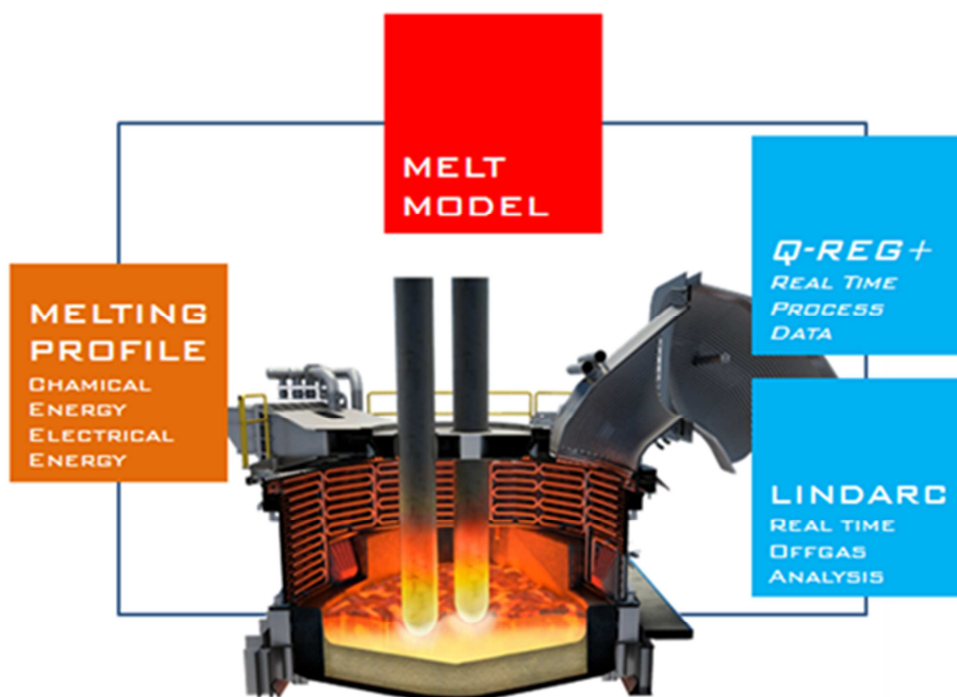 MELT
MODEL
Q-REG+
REAL TIME
PROCESS
DATA
MELTING
PROFILE
CHAMICAL
ENERGY
ELECTRICAL
ENERGY
LINDARC
REAL TIME
OFFGAS
ANALYSIS